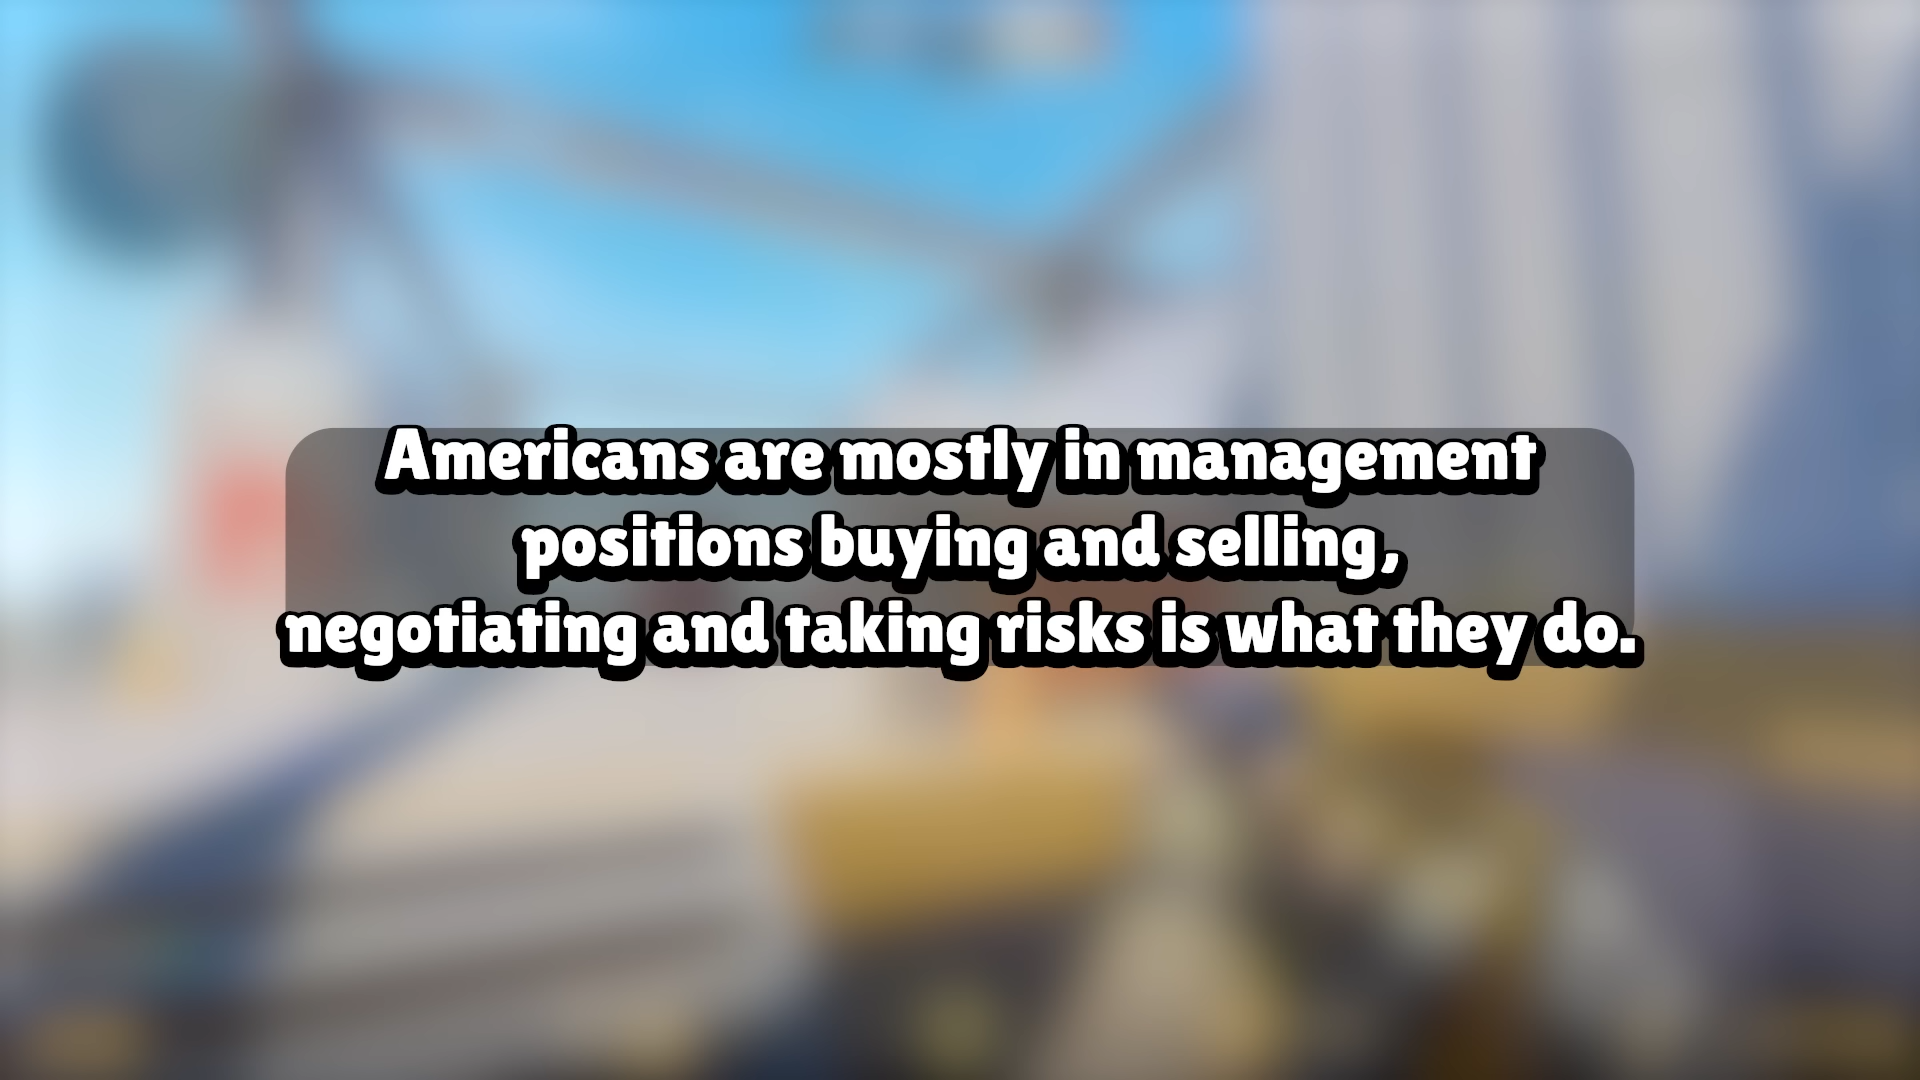 Americans are mostly in management
positions buying and selling,
negotiating and taking risks is what they do.